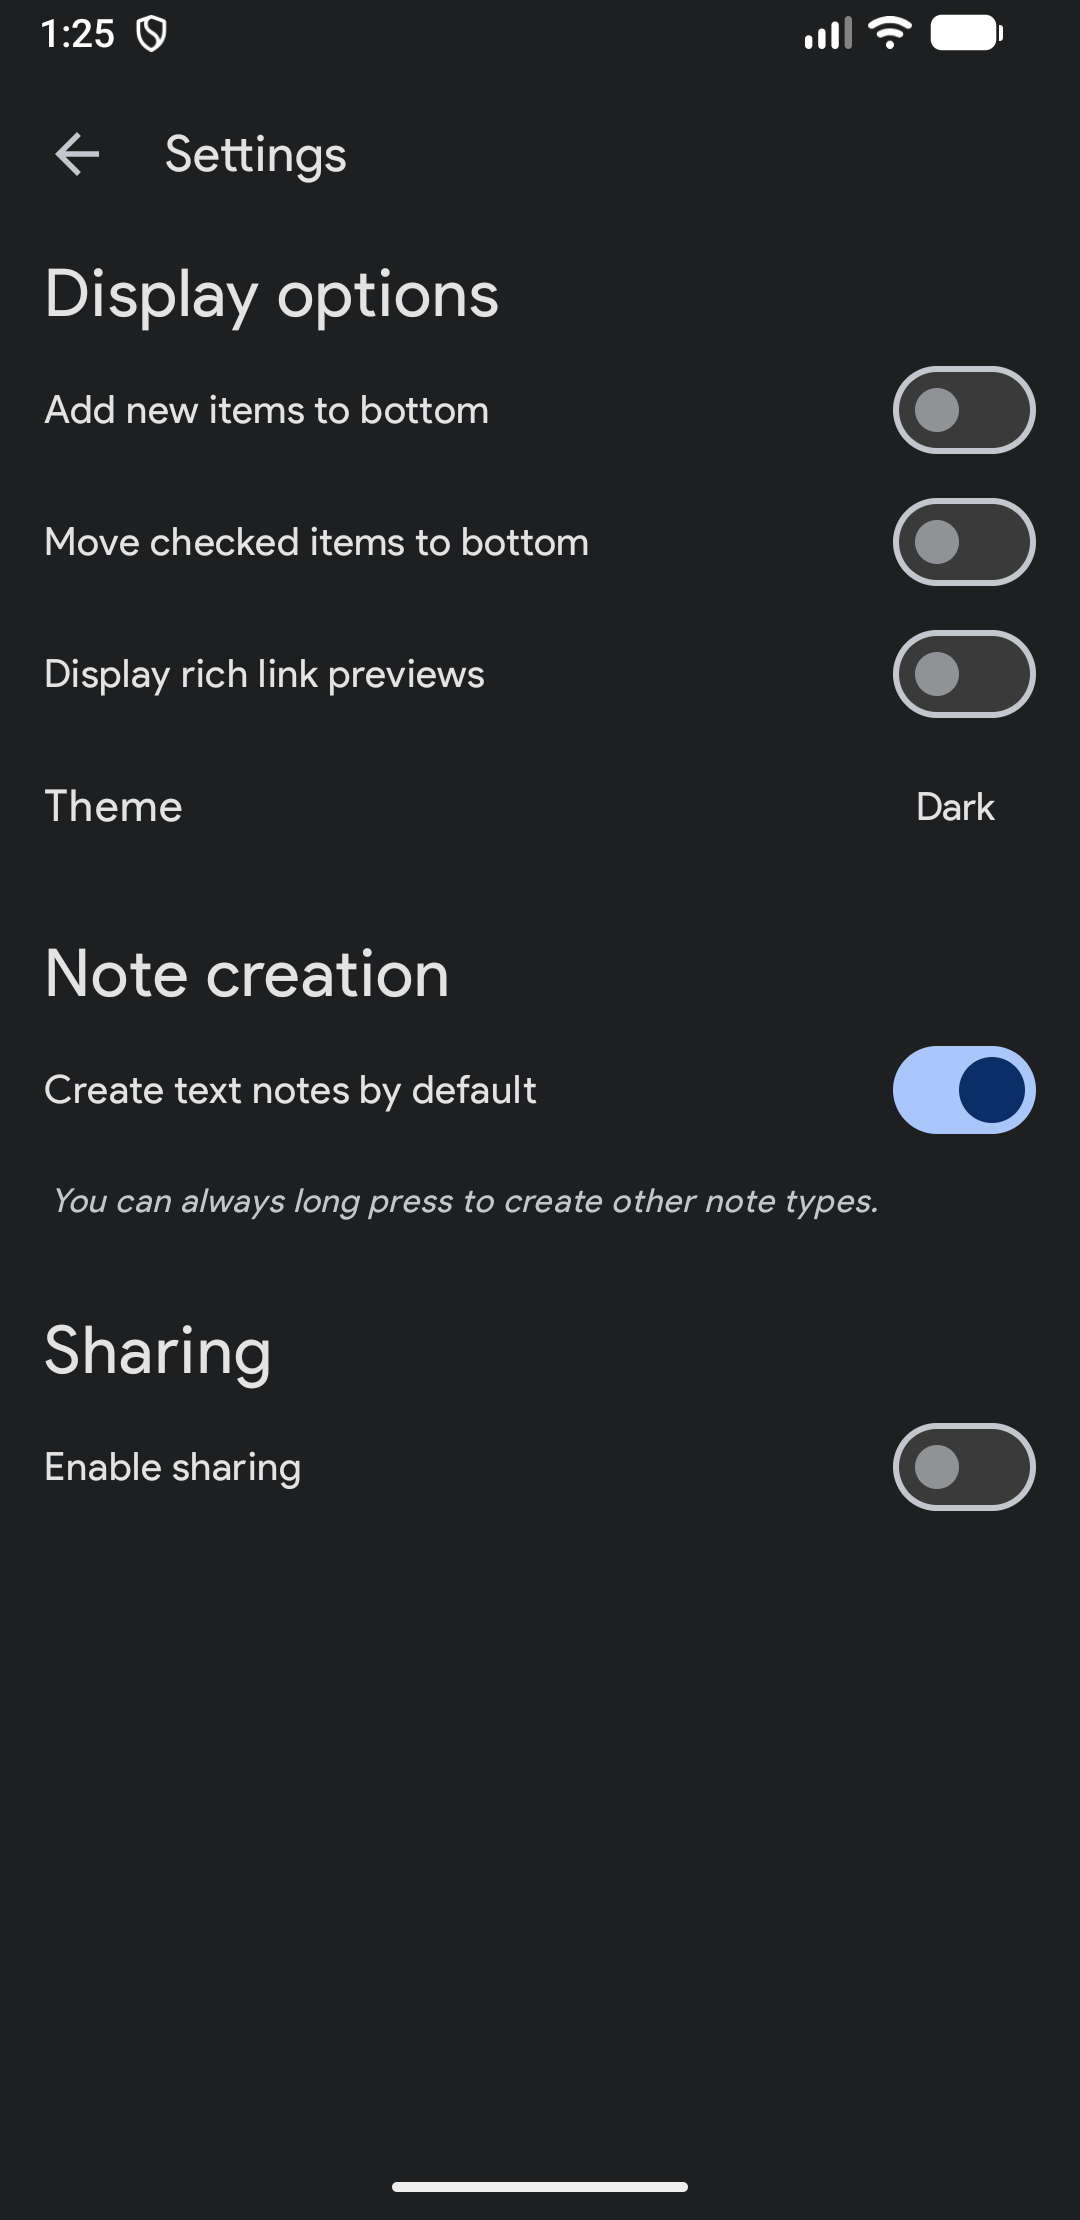 1:25
Settings
Display options
Add new items to bottom
Move checked items to bottom
Display rich link previews
Theme
Dark
Note creation
Create text notes by default
You can always long press to create other note types.
Sharing
Enable sharing